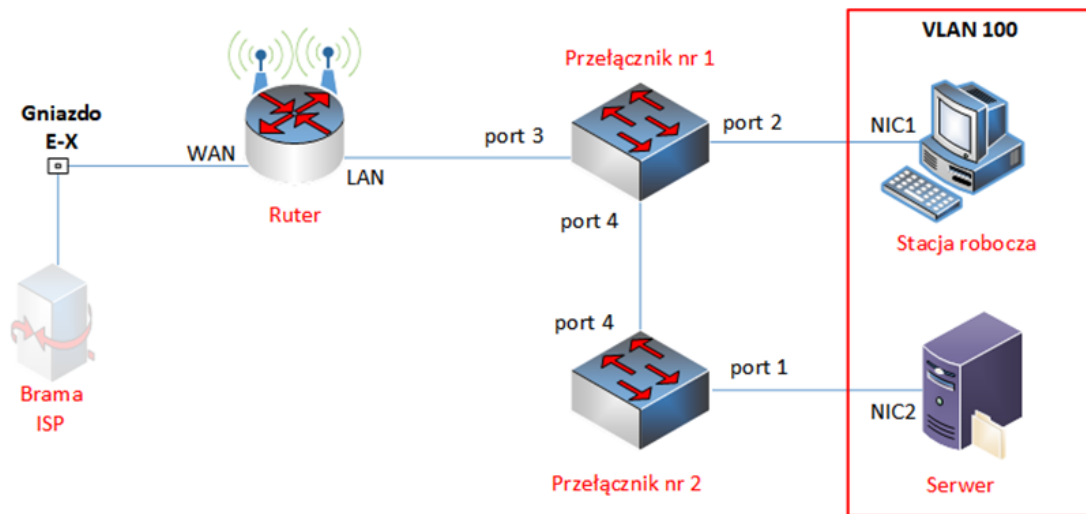 VLAN 100
Przełącznik nr 1
Gniazdo
E-X
WAN
LAN
Ruter
port 3
port 2
NIC1
port 4
Stacja robocza
port 4
port 1
NIC2
Brama
ISP
Przełącznik nr 2
Serwer